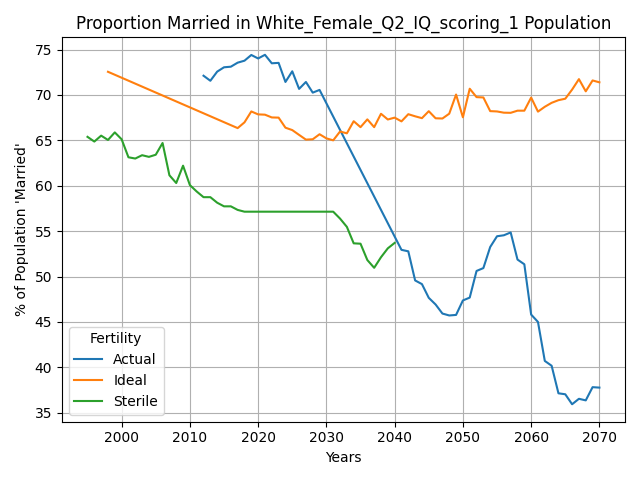 Proportion Married in White_Female_Q2_IQ_scoring_1 Population
% of Population 'Married'
75
70
65
60
55
50
45
40
35
Fertility
Actual
Ideal
Sterile
2000 2010 2020 2030 2040 2050 2060 2070
Years